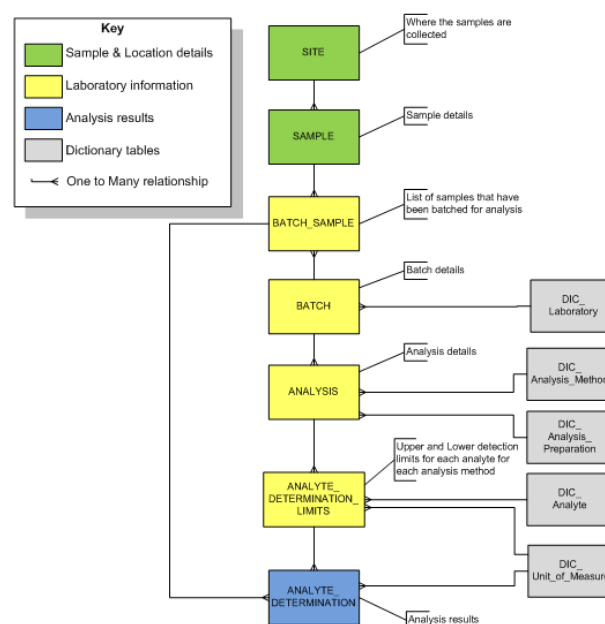 Key
Sample & Location details
Laboratory information
Analysis results
Dictionary tables
One to Many relationship
SITE
Where the samples are
collected
SAMPLE
Sample details
BATCH_SAMPLE
List of samples that have
been batched for analysis
BATCH
Batch details
DIC_
Laboratory
ANALYSIS
Analysis details
DIC_
Analysis_Method
DIC_
Analysis_
Preparation
ANALYTE_
DETERMINATION_
LIMITS
Upper and Lower detection
limits for each analyte for
each analysis method
DIC_
Analyte
DIC_
Unit_of_Measure
ANALYTE_
DETERMINATION
Analysis results